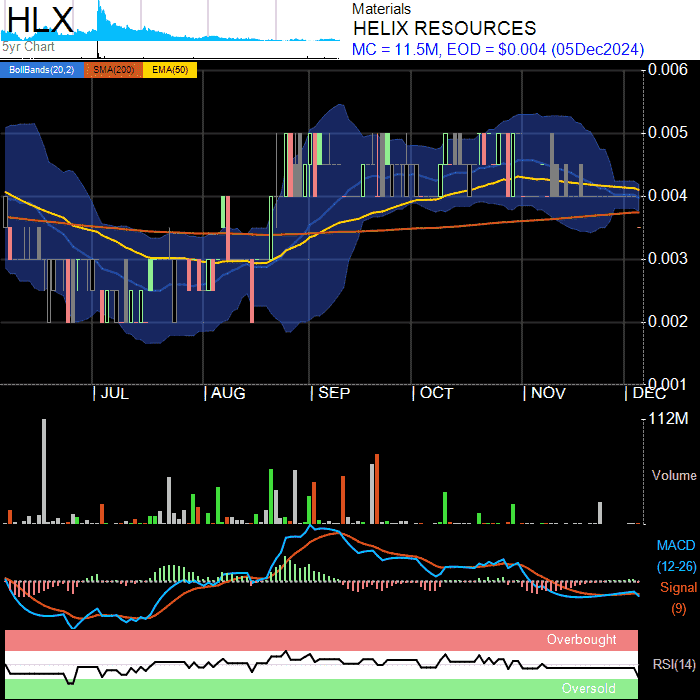 HLX
5yr Chart
Materials
HELIX RESOURCES
MC = 11.5M, EOD = $0.004 (05Dec2024)
BollBands(20,2) SMA(200) EMA(50)
0.006
0.005
0.004
0.003
0.002
0.001
JUL AUG SEP OCT NOV DEC
112M
Volume
MACD
(12-26)
Signal
(9)
Overbought
RSI(14)
Oversold